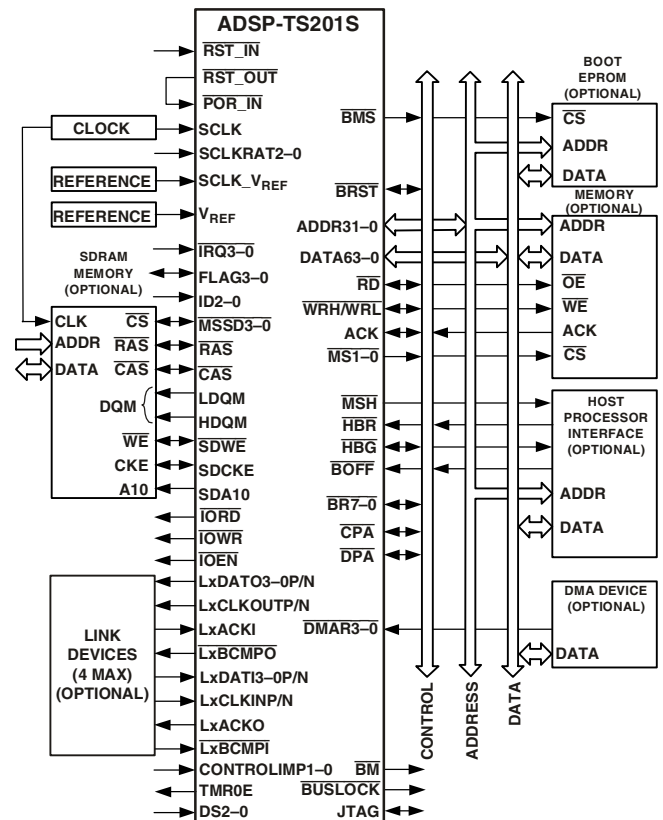 ADSP-TS201S
RST_IN
RST_OUT
POR_IN
CLOCK
SCLK
SCLKRAT2–0
REFERENCE
SCLK_VREF
REFERENCE
VREF
IRQ3–0
SDRAM
MEMORY
(OPTIONAL)
FLAG3–0
ID2–0
CLK
CS
MSSD3–0
ADDR
RAS
RAS
DATA
CAS
CAS
DQM
LDQM
HDQM
WE
SDWE
CKE
SDCKE
A10
SDA10
IORD
IOWR
IOEN
LINK
DEVICES
(4 MAX)
(OPTIONAL)
LxDATO3–0P/N
LxCLKOUTP/N
LxACKI
LxBCMPO
LxDATI3–0P/N
LxCLKINP/N
LxACKO
LxBCMPI
CONTROLIMP1–0
TMR0E
DS2–0
BMS
BRST
ADDR31–0
DATA63–0
RD
WRH/WRL
ACK
MS1–0
MSH
HBR
HBG
BOFF
BR7–0
CPA
DPA
DMAR3–0
BM
BUSLOCK
JTAG
CONTROL
ADDRESS
DATA
BOOT
EPROM
(OPTIONAL)
CS
ADDR
DATA
MEMORY
(OPTIONAL)
ADDR
DATA
OE
WE
ACK
CS
HOST
PROCESSOR
INTERFACE
(OPTIONAL)
ADDR
DATA
DMA DEVICE
(OPTIONAL)
DATA